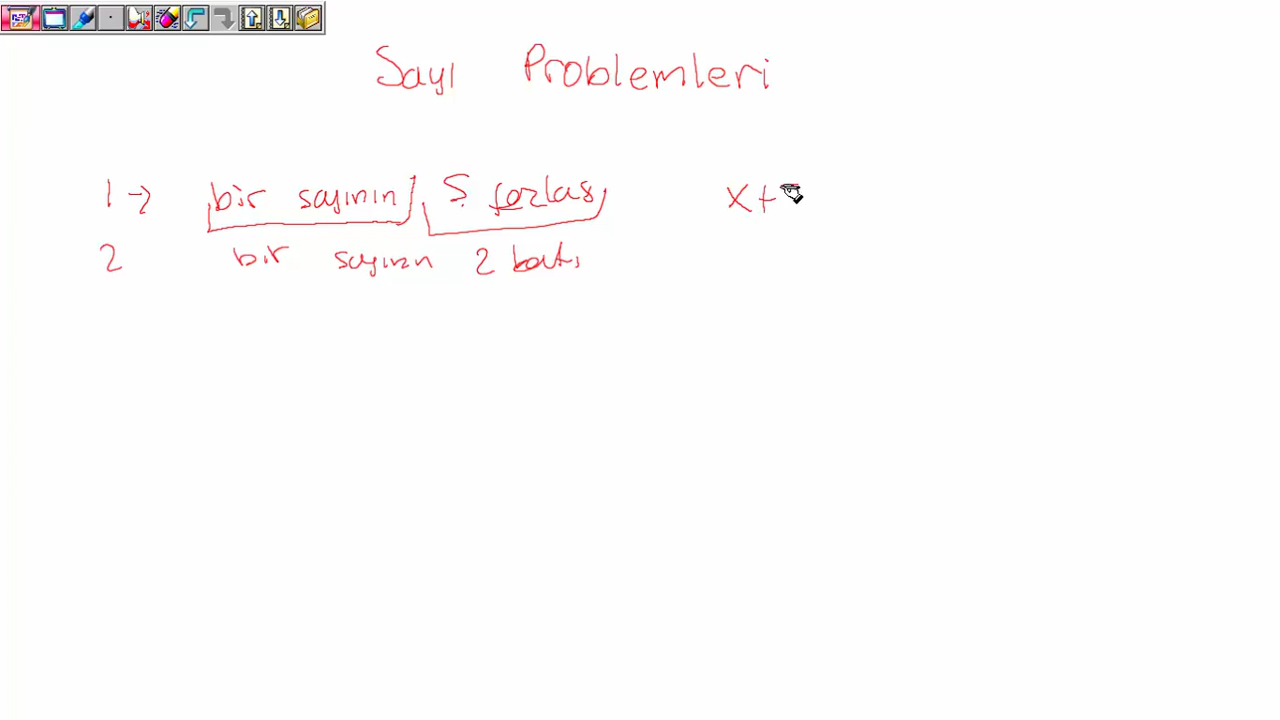 Sayı Problemleri
1 → bir sayının 5 fazlası x+
2 bir sayının 2 katı